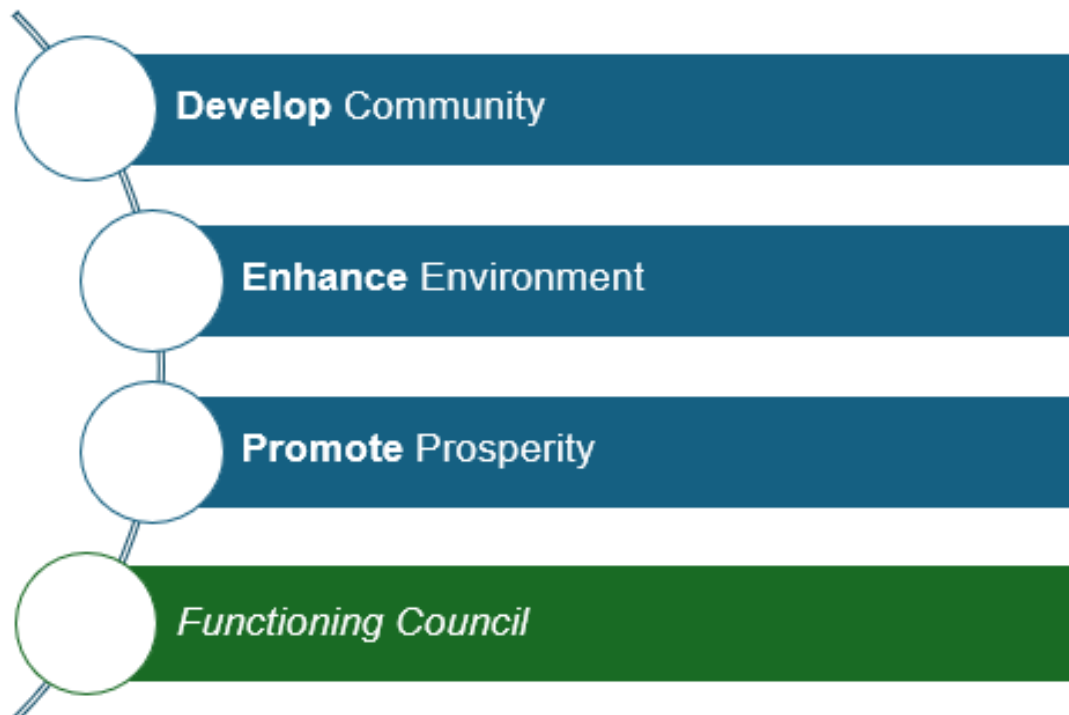 Develop Community
Enhance Environment
Promote Prosperity
Functioning Council